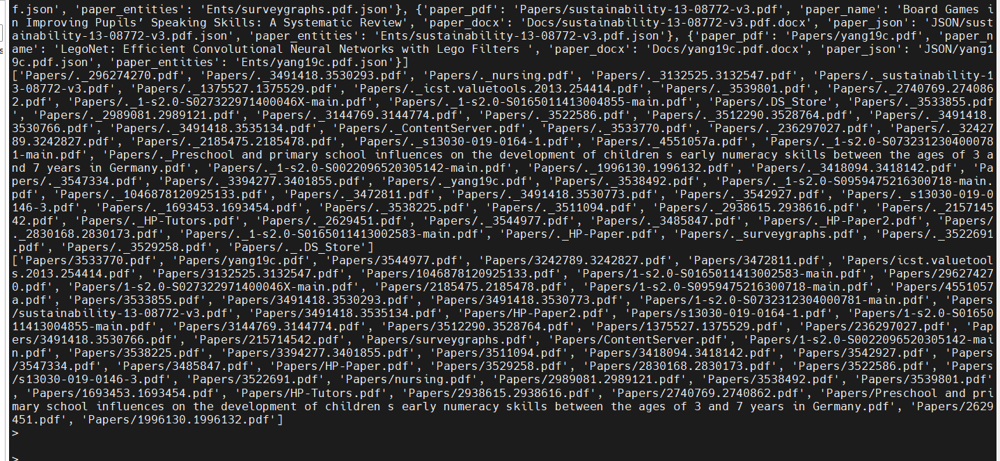 f.json', 'paper_entities': 'Ents/surveygraphs.pdf.json'}, {'paper_pdf': 'Papers/sustainability-13-08772-v3.pdf', 'paper_name': 'Board Games i
n Improving Pupils’ Speaking Skills: A Systematic Review', 'paper_docx': 'Docs/sustainability-13-08772-v3.pdf.docx', 'paper_json': 'JSON/sust
ainability-13-08772-v3.pdf.json', 'paper_entities': 'Ents/sustainability-13-08772-v3.pdf.json'}, {'paper_pdf': 'Papers/yang19c.pdf', 'paper_n
ame': 'LegoNet: Efficient Convolutional Neural Networks with Lego Filters ', 'paper_docx': 'Docs/yang19c.pdf.docx', 'paper_json': 'JSON/yang1
9c.pdf.json', 'paper_entities': 'Ents/yang19c.pdf.json'}]
['Papers/._296274270.pdf', 'Papers/._3491418.3530293.pdf', 'Papers/._nursing.pdf', 'Papers/._3132525.3132547.pdf', 'Papers/._sustainability-1
3-08772-v3.pdf', 'Papers/._1375527.1375529.pdf', 'Papers/._icst.valuetools.2013.254414.pdf', 'Papers/._3539801.pdf', 'Papers/._2740769.274086
2.pdf', 'Papers/._1-s2.0-S027322971400046X-main.pdf', 'Papers/._1-s2.0-S0165011413004855-main.pdf', 'Papers/.DS_Store', 'Papers/._3533855.pdf
', 'Papers/._2989081.2989121.pdf', 'Papers/._3144769.3144774.pdf', 'Papers/._3522586.pdf', 'Papers/._3512290.3528764.pdf', 'Papers/._3491418.
3530766.pdf', 'Papers/._3491418.3535134.pdf', 'Papers/._ContentServer.pdf', 'Papers/._3533770.pdf', 'Papers/._236297027.pdf', 'Papers/._32427
89.3242827.pdf', 'Papers/._2185475.2185478.pdf', 'Papers/._s13030-019-0164-1.pdf', 'Papers/._4551057a.pdf', 'Papers/._1-s2.0-S073231230400078
1-main.pdf', 'Papers/._Preschool and primary school influences on the development of children s early numeracy skills between the ages of 3 a
nd 7 years in Germany.pdf', 'Papers/._1-s2.0-S0022096520305142-main.pdf', 'Papers/._1996130.1996132.pdf', 'Papers/._3418094.3418142.pdf', 'Pa
pers/._3547334.pdf', 'Papers/._3394277.3401855.pdf', 'Papers/._yang19c.pdf', 'Papers/._3538492.pdf', 'Papers/._1-s2.0-S0959475216300718-main.
pdf', 'Papers/._1046878120925133.pdf', 'Papers/._3472811.pdf', 'Papers/._3491418.3530773.pdf', 'Papers/._3542927.pdf', 'Papers/._s13030-019-0
146-3.pdf', 'Papers/._1693453.1693454.pdf', 'Papers/._3538225.pdf', 'Papers/._3511094.pdf', 'Papers/._2938615.2938616.pdf', 'Papers/._2157145
42.pdf', 'Papers/._HP-Tutors.pdf', 'Papers/._2629451.pdf', 'Papers/._3544977.pdf', 'Papers/._3485847.pdf', 'Papers/._HP-Paper2.pdf', 'Papers/
._2830168.2830173.pdf', 'Papers/._1-s2.0-S0165011413002583-main.pdf', 'Papers/._HP-Paper.pdf', 'Papers/._surveygraphs.pdf', 'Papers/._3522691
.pdf', 'Papers/._3529258.pdf', 'Papers/._.DS_Store']
['Papers/3533770.pdf', 'Papers/yang19c.pdf', 'Papers/3544977.pdf', 'Papers/3242789.3242827.pdf', 'Papers/3472811.pdf', 'Papers/icst.valuetool
s.2013.254414.pdf', 'Papers/3132525.3132547.pdf', 'Papers/1046878120925133.pdf', 'Papers/1-s2.0-S0165011413002583-main.pdf', 'Papers/29627427
0.pdf', 'Papers/1-s2.0-S027322971400046X-main.pdf', 'Papers/2185475.2185478.pdf', 'Papers/1-s2.0-S0959475216300718-main.pdf', 'Papers/4551057
a.pdf', 'Papers/3533855.pdf', 'Papers/3491418.3530293.pdf', 'Papers/3491418.3530773.pdf', 'Papers/1-s2.0-S0732312304000781-main.pdf', 'Papers
/sustainability-13-08772-v3.pdf', 'Papers/3491418.3535134.pdf', 'Papers/HP-Paper2.pdf', 'Papers/s13030-019-0164-1.pdf', 'Papers/1-s2.0-S01650
11413004855-main.pdf', 'Papers/3144769.3144774.pdf', 'Papers/3512290.3528764.pdf', 'Papers/1375527.1375529.pdf', 'Papers/236297027.pdf', 'Pap
ers/3491418.3530766.pdf', 'Papers/215714542.pdf', 'Papers/surveygraphs.pdf', 'Papers/ContentServer.pdf', 'Papers/1-s2.0-S0022096520305142-mai
n.pdf', 'Papers/3538225.pdf', 'Papers/3394277.3401855.pdf', 'Papers/3511094.pdf', 'Papers/3418094.3418142.pdf', 'Papers/3542927.pdf', 'Papers
/3547334.pdf', 'Papers/3485847.pdf', 'Papers/HP-Paper.pdf', 'Papers/3529258.pdf', 'Papers/2830168.2830173.pdf', 'Papers/3522586.pdf', 'Papers
/s13030-019-0146-3.pdf', 'Papers/3522691.pdf', 'Papers/nursing.pdf', 'Papers/2989081.2989121.pdf', 'Papers/3538492.pdf', 'Papers/3539801.pdf'
, 'Papers/1693453.1693454.pdf', 'Papers/HP-Tutors.pdf', 'Papers/2938615.2938616.pdf', 'Papers/2740769.2740862.pdf', 'Papers/Preschool and pri
mary school influences on the development of children s early numeracy skills between the ages of 3 and 7 years in Germany.pdf', 'Papers/2629
451.pdf', 'Papers/1996130.1996132.pdf']
>
>